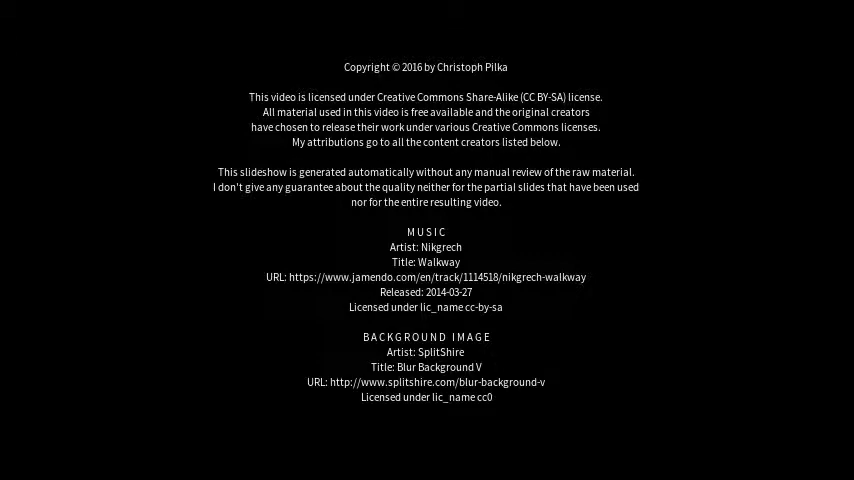 Copyright © 2016 by Christoph Pilka
This video is licensed under Creative Commons Share-Alike (CC BY-SA) license.
All material used in this video is free available and the original creators
have chosen to release their work under various Creative Commons licenses.
My attributions go to all the content creators listed below.
This slideshow is generated automatically without any manual review of the raw material.
I don't give any guarantee about the quality neither for the partial slides that have been used
nor for the entire resulting video.
MUSIC
Artist: Nikgrech
Title: Walkway
URL: https://www.jamendo.com/en/track/1114518/nikgrech-walkway
Released: 2014-03-27
Licensed under lic_name cc-by-sa
BACKGROUND IMAGE
Artist: SplitShire
Title: Blur Background V
URL: http://www.splitshire.com/blur-background-v
Licensed under lic_name cc0